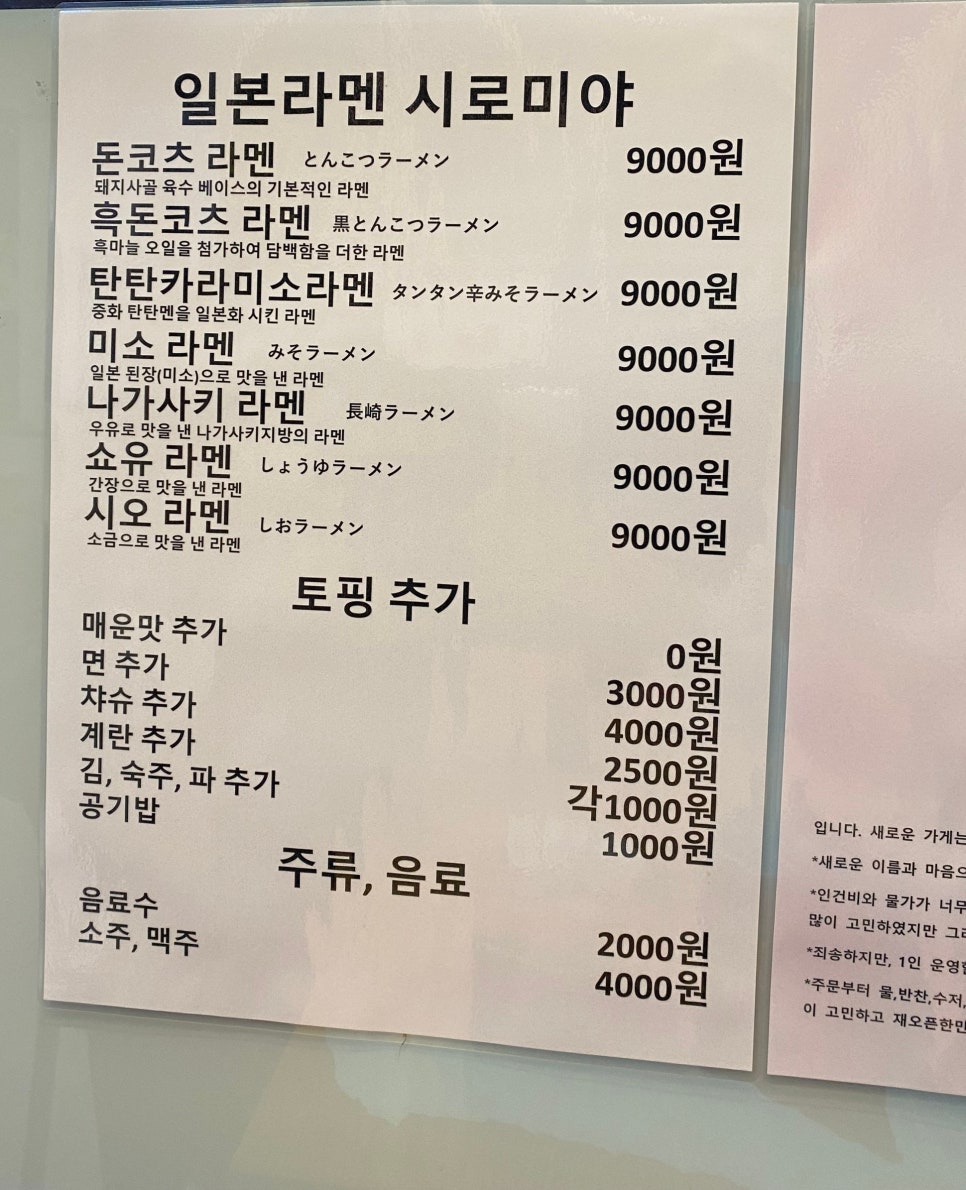 일본라멘 시로미야
돈코츠 라멘 とんこつラーメン 9000원
돼지사골 육수 베이스의 기본적인 라멘
흑돈코츠 라멘 黒とんこつラーメン 9000원
흑마늘 오일을 첨가하여 담백함을 더한 라멘
탄탄카라미소라멘 タンタン辛みそラーメン 9000원
중화 탄탄멘을 일본화 시킨 라멘
미소 라멘 みそラーメン 9000원
일본 된장(미소)으로 맛을 낸 라멘
나가사키 라멘 長崎ラーメン 9000원
우유로 맛을 낸 나가사키지방의 라멘
쇼유 라멘 しょうゆラーメン 9000원
간장으로 맛을 낸 라멘
시오 라멘 しおラーメン 9000원
소금으로 맛을 낸 라멘
토핑 추가
매운맛 추가 0원
면 추가 3000원
챠슈 추가 4000원
계란 추가 2500원
김, 숙주, 파 추가 각1000원
공기밥 1000원
주류, 음료
음료수 2000원
소주, 맥주 4000원
입니다. 새로운 가게는
*새로운 이름과 마음으
*인건비와 물가가 너무
많이 고민하였지만 그래
*죄송하지만, 1인 운영
*주문부터 물,반찬,수저,
이 고민하고 재오픈한만